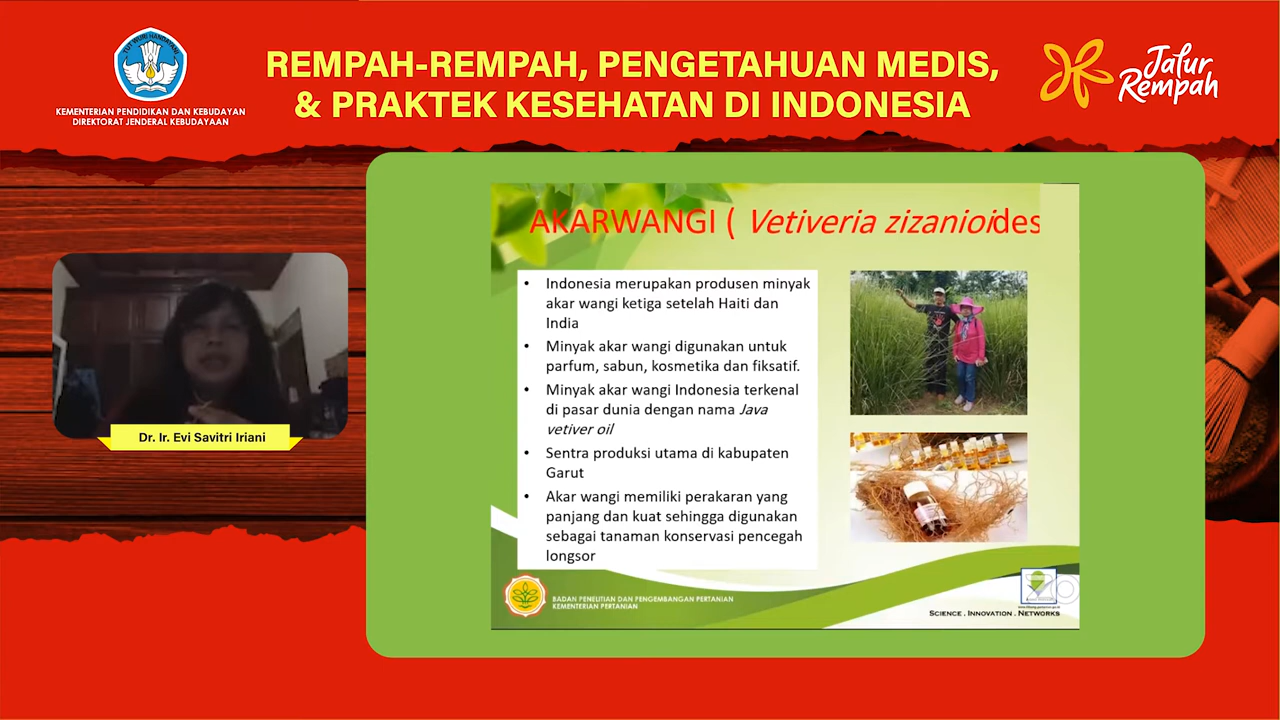 TUT WURI HANDAYANI
KEMENTERIAN PENDIDIKAN DAN KEBUDAYAN
DIREKTORAT JENDERAL KEBUDAYAAN
REMPAH-REMPAH, PENGETAHUAN MEDIS,
& PRAKTEK KESEHATAN DI INDONESIA
Jalur
Rempah
AKARWANGI ( Vetiveria zizanioides
• Indonesia merupakan produsen minyak
akar wangi ketiga setelah Haiti dan
India
• Minyak akar wangi digunakan untuk
parfum, sabun, kosmetika dan fiksatif.
• Minyak akar wangi Indonesia terkenal
di pasar dunia dengan nama Java
vetiver oil
• Sentra produksi utama di kabupaten
Garut
• Akar wangi memiliki perakaran yang
panjang dan kuat sehingga digunakan
sebagai tanaman konservasi pencegah
longsor
Dr. Ir. Evi Savitri Iriani
BADAN PENELITIAN DAN PENGEMBANGAN PERTANIAN
KEMENTERIAN PERTANIAN
SCIENCE . INNOVATION . NETWORKS